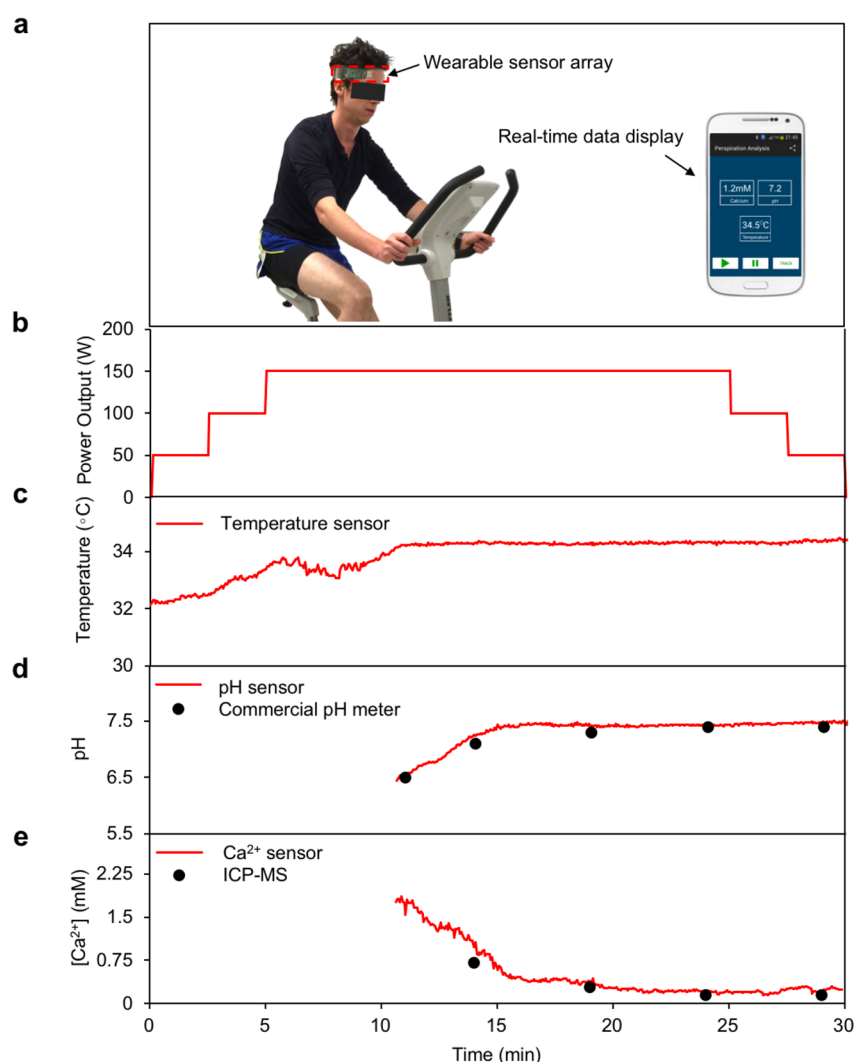 a
Wearable sensor array
Real-time data display
21:45
Perspiration Analysis
1.2mM
Calcium
7.2
pH
34.5°C
Temperature
TRACK
b
Power Output (W)
200
150
100
50
0
c
Temperature (°C)
Temperature sensor
34
32
30
d
pH
pH sensor
Commercial pH meter
7.5
6.5
5.5
e
[Ca²⁺] (mM)
Ca²⁺ sensor
ICP-MS
2.25
1.5
0.75
0
0 5 10 15 20 25 30
Time (min)